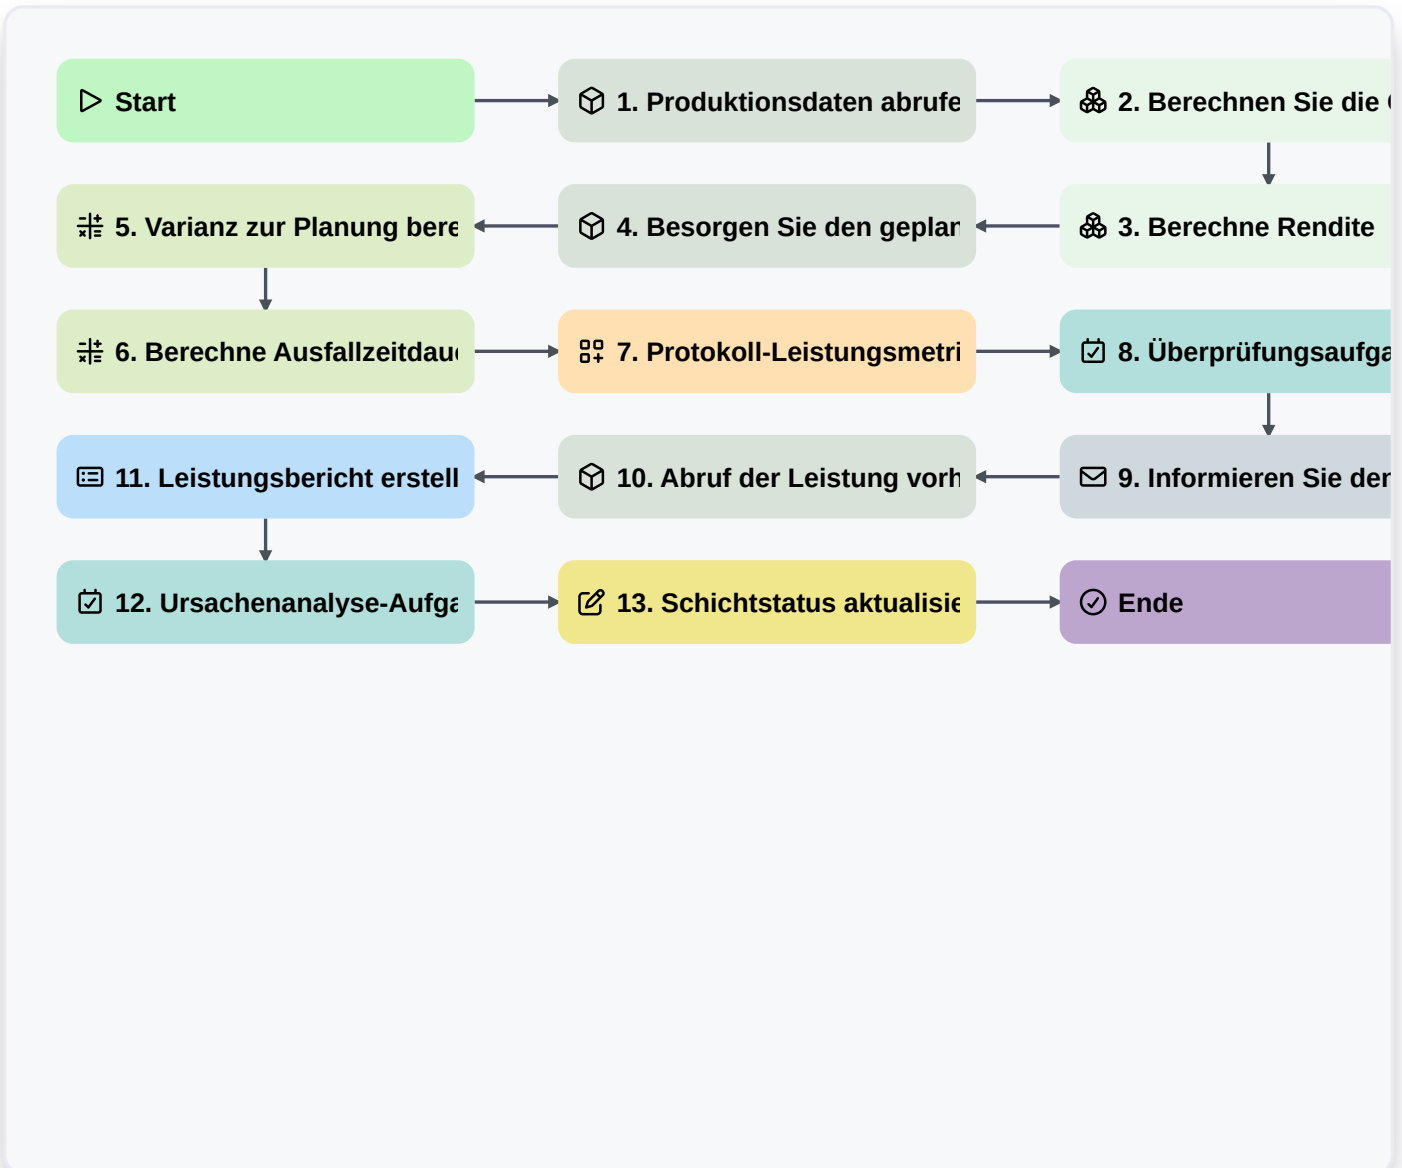 Start
1. Produktionsdaten abrufe
2. Berechnen Sie die
5. Varianz zur Planung bere
4. Besorgen Sie den geplan
3. Berechne Rendite
6. Berechne Ausfallzeitdaue
7. Protokoll-Leistungsmetri
8. Überprüfungsaufga
11. Leistungsbericht erstell
10. Abruf der Leistung vorh
9. Informieren Sie der
12. Ursachenanalyse-Aufga
13. Schichtstatus aktualisie
Ende